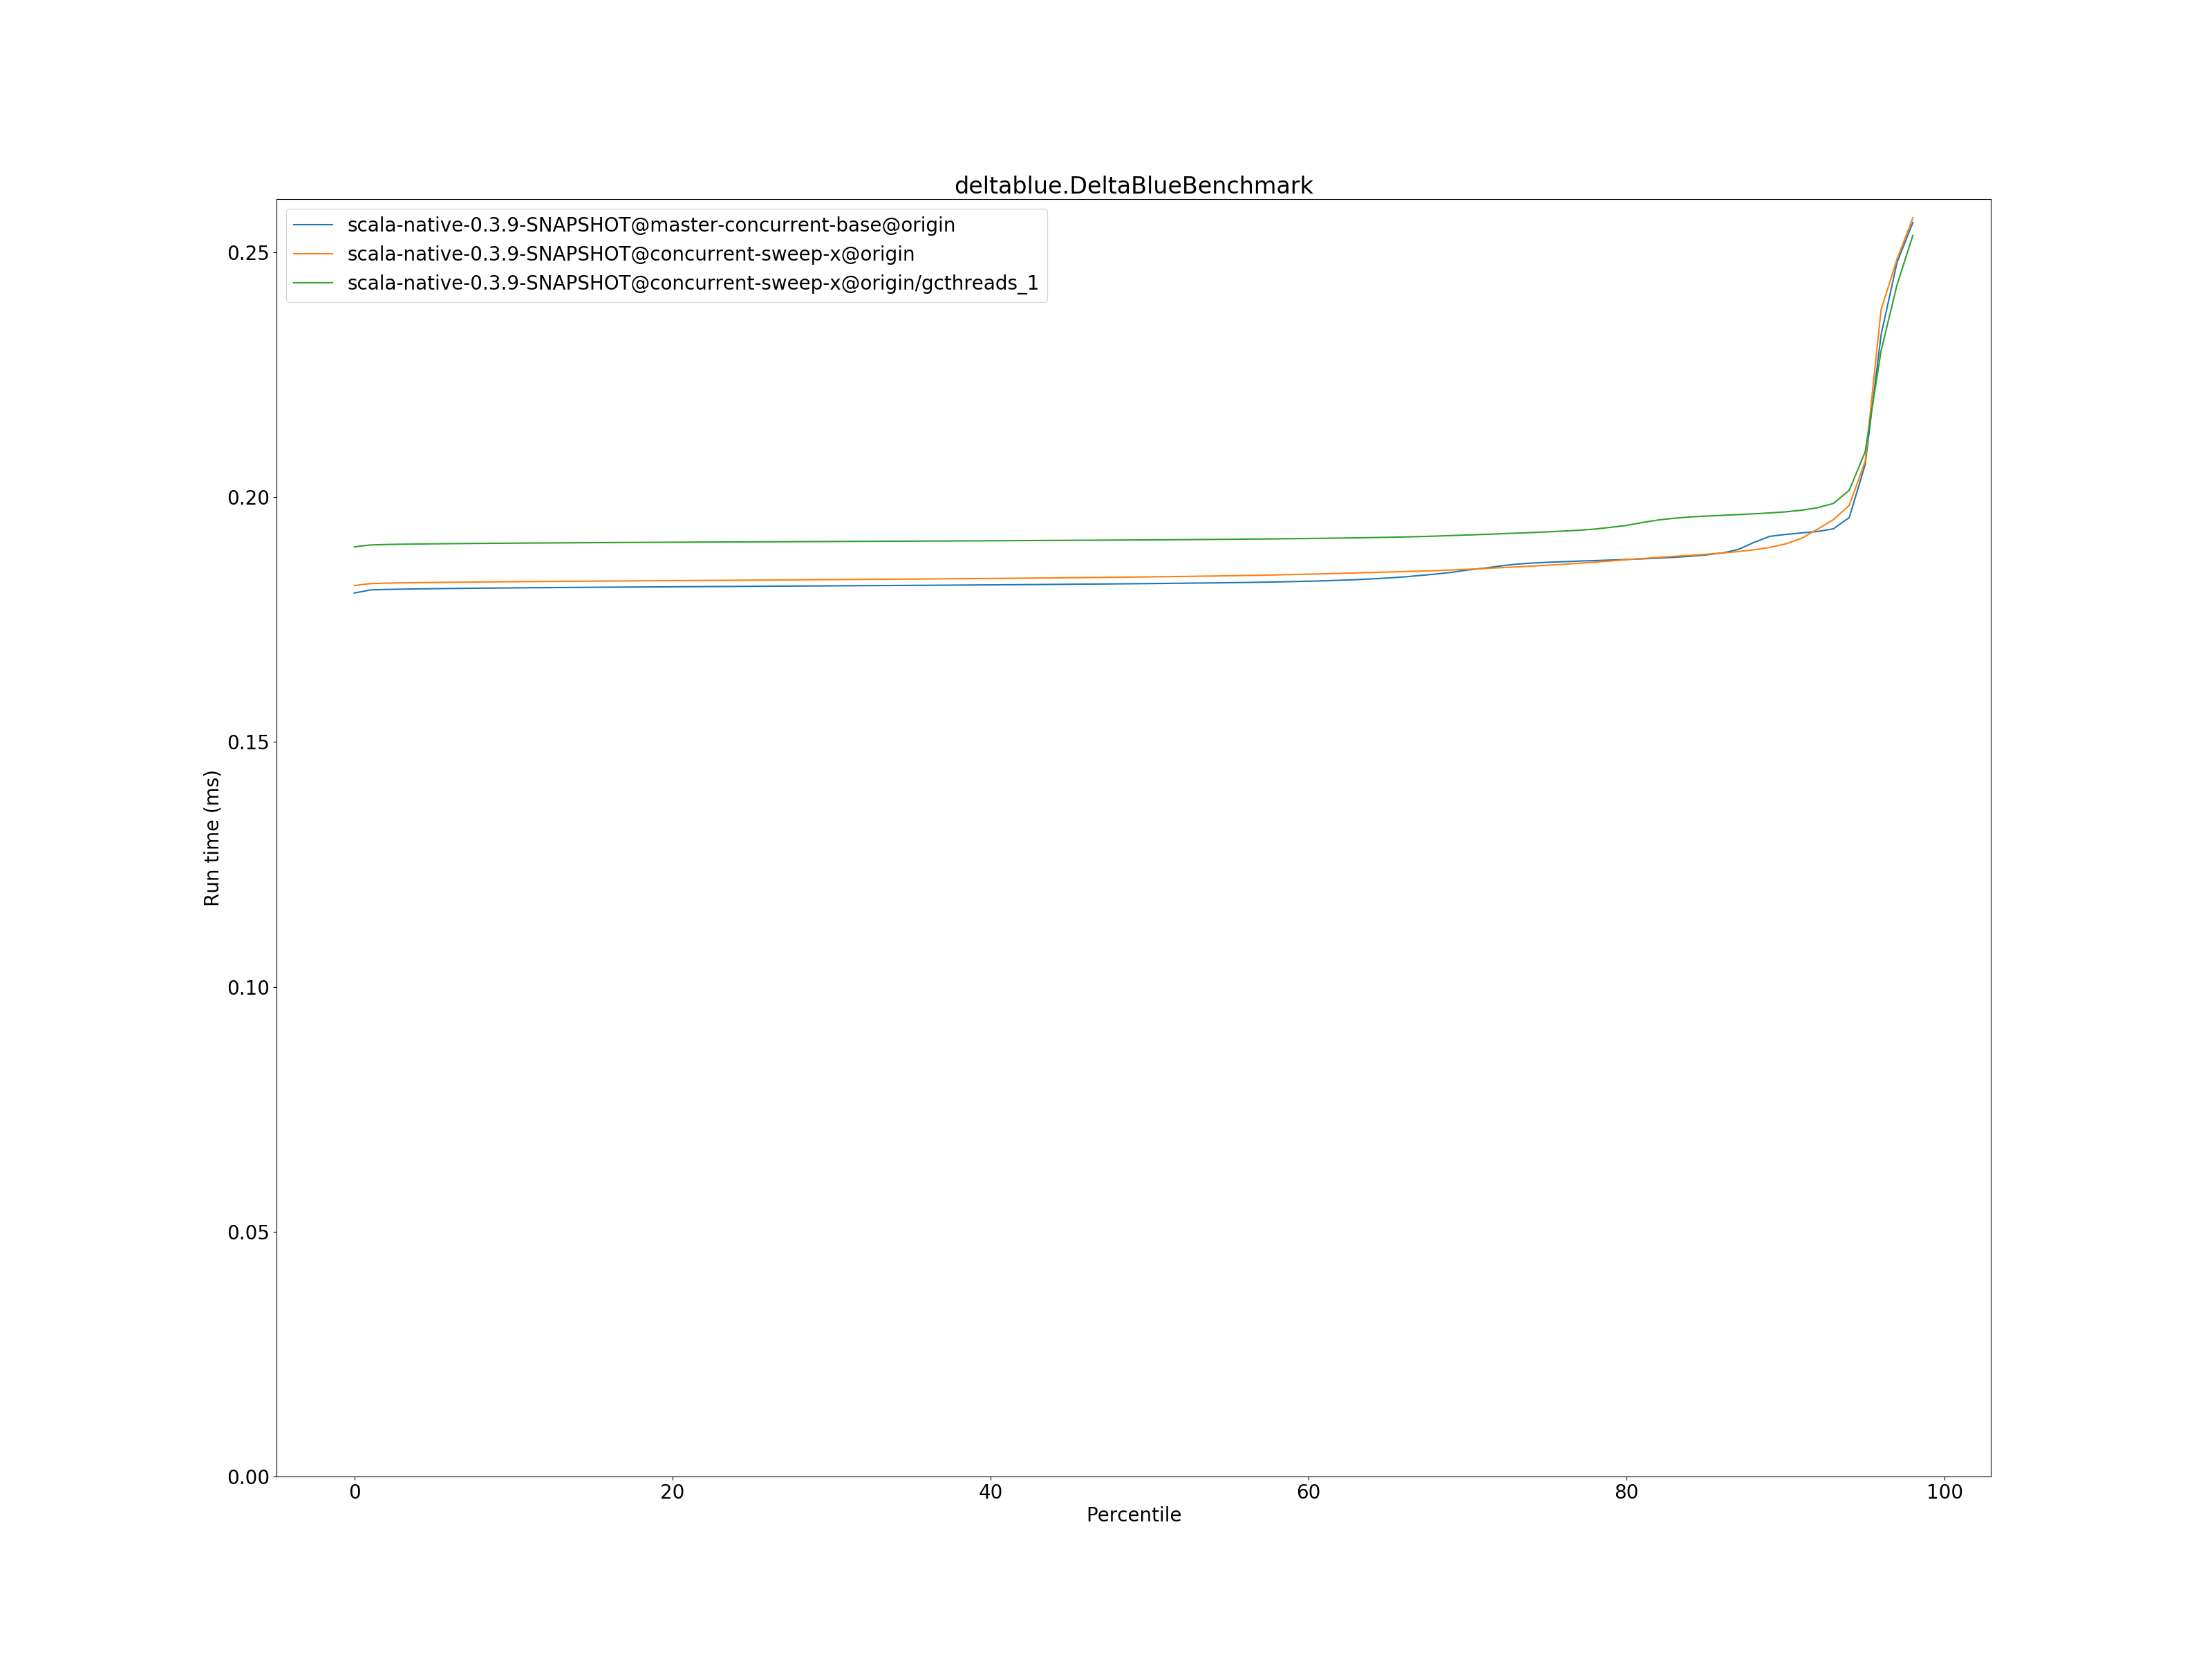 deltablue.DeltaBlueBenchmark
scala-native-0.3.9-SNAPSHOT@master-concurrent-base@origin
scala-native-0.3.9-SNAPSHOT@concurrent-sweep-x@origin
scala-native-0.3.9-SNAPSHOT@concurrent-sweep-x@origin/gcthreads_1
0.25
0.20
0.15
0.10
0.05
0.00
Run time (ms)
0 20 40 60 80 100
Percentile